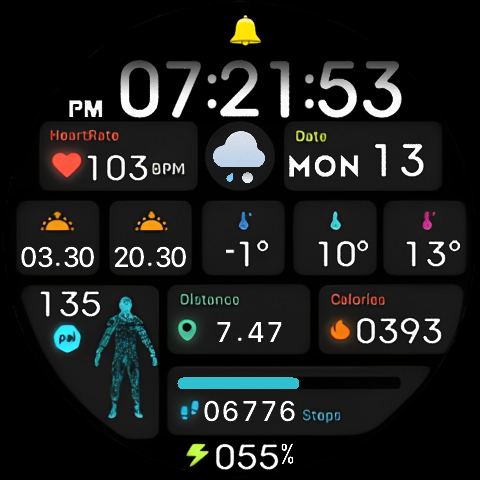 PM 07:21:53
HeartRate
103 BPM
Date
MON 13
03.30
20.30
-1°
10°
13°
135
pai
Distance
7.47
Calories
0393
06776 Steps
055%